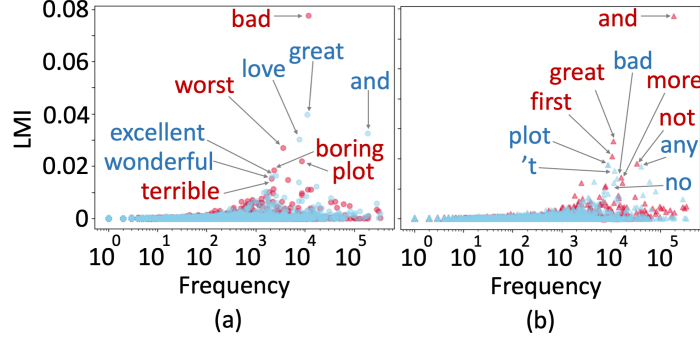 0.08
0.06
0.04
0.02
0
LMI
bad
great
love
and
worst
excellent
wonderful
terrible
boring
plot
10^0 10^1 10^2 10^3 10^4 10^5
Frequency
(a)
and
bad
great
more
first
not
plot
any
't
no
10^0 10^1 10^2 10^3 10^4 10^5
Frequency
(b)